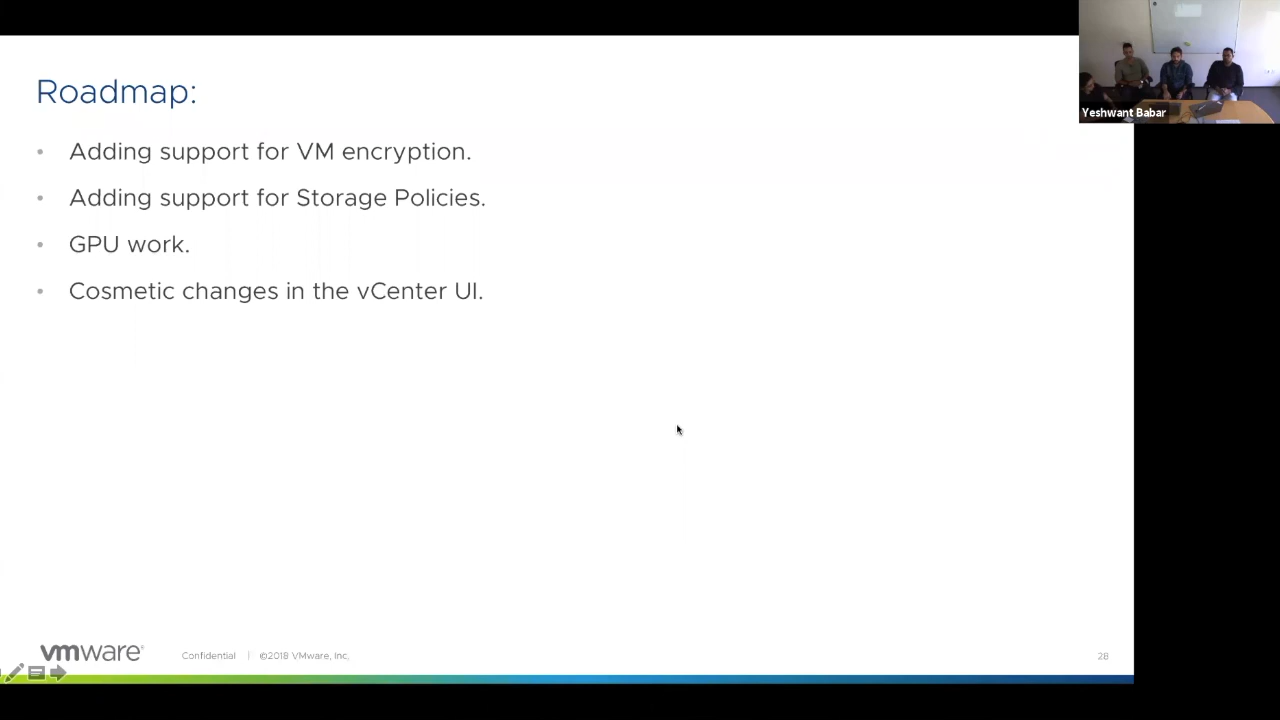 Roadmap:
• Adding support for VM encryption.
• Adding support for Storage Policies.
• GPU work.
• Cosmetic changes in the vCenter UI.
Yeshwant Babar
vmware®
Confidential | ©2018 VMware, Inc.
28